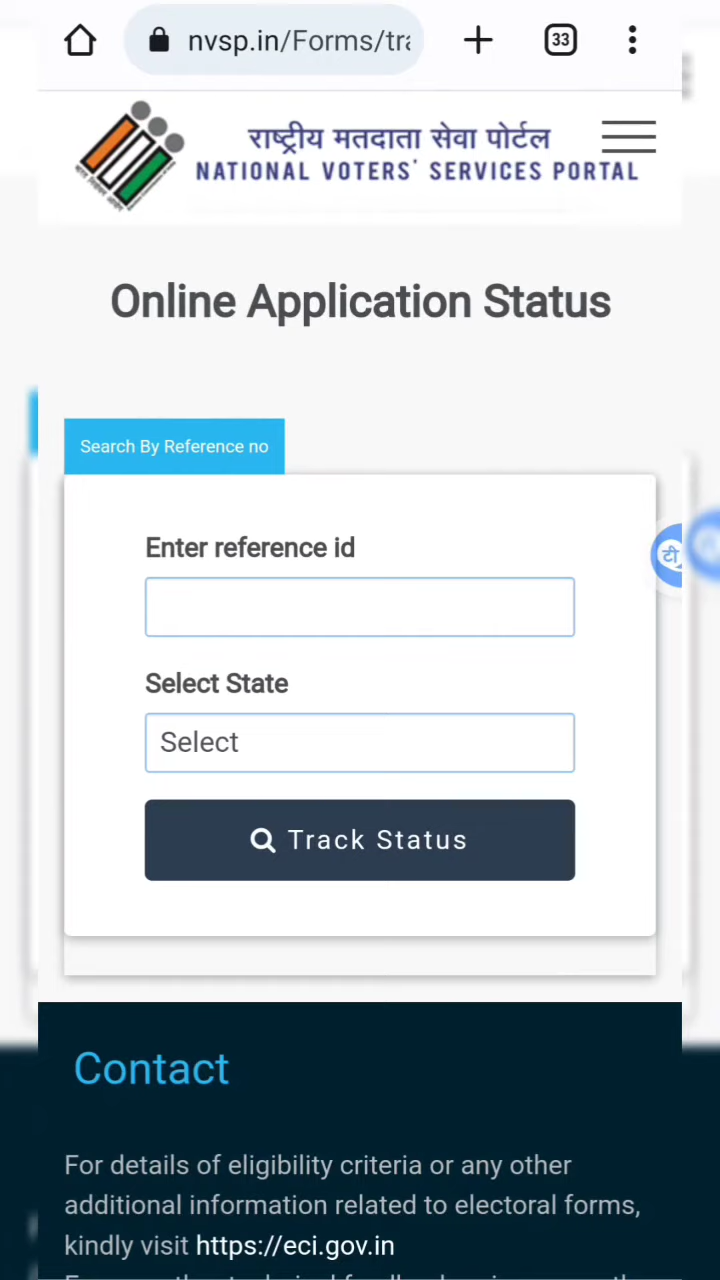 nvsp.in/Forms/tra
33
राष्ट्रीय मतदाता सेवा पोर्टल
NATIONAL VOTERS' SERVICES PORTAL
Online Application Status
Search By Reference no
Enter reference id
टी
Select State
Select
Track Status
Contact
For details of eligibility criteria or any other
additional information related to electoral forms,
kindly visit https://eci.gov.in